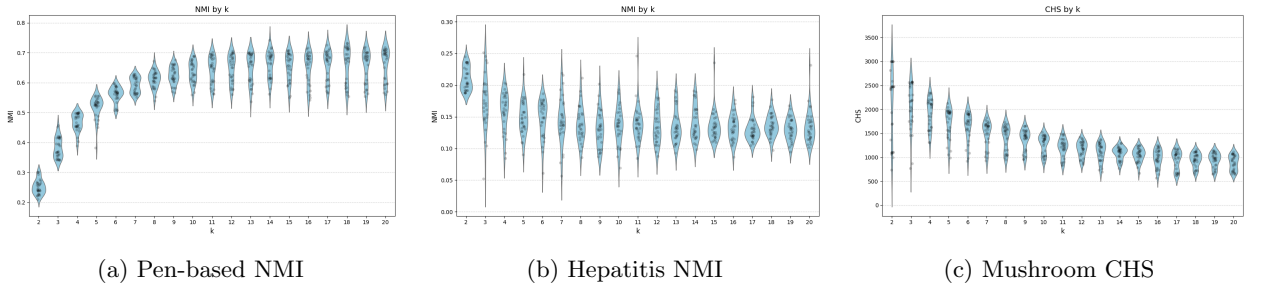 NMI by k
0.8
0.7
0.6
0.5
0.4
0.3
0.2
NMI
2 3 4 5 6 7 8 9 10 11 12 13 14 15 16 17 18 19 20
k
(a) Pen-based NMI
NMI by k
0.30
0.25
0.20
0.15
0.10
0.05
0.00
NMI
2 3 4 5 6 7 8 9 10 11 12 13 14 15 16 17 18 19 20
k
(b) Hepatitis NMI
CHS by k
3500
3000
2500
2000
1500
1000
500
0
CHS
2 3 4 5 6 7 8 9 10 11 12 13 14 15 16 17 18 19 20
k
(c) Mushroom CHS